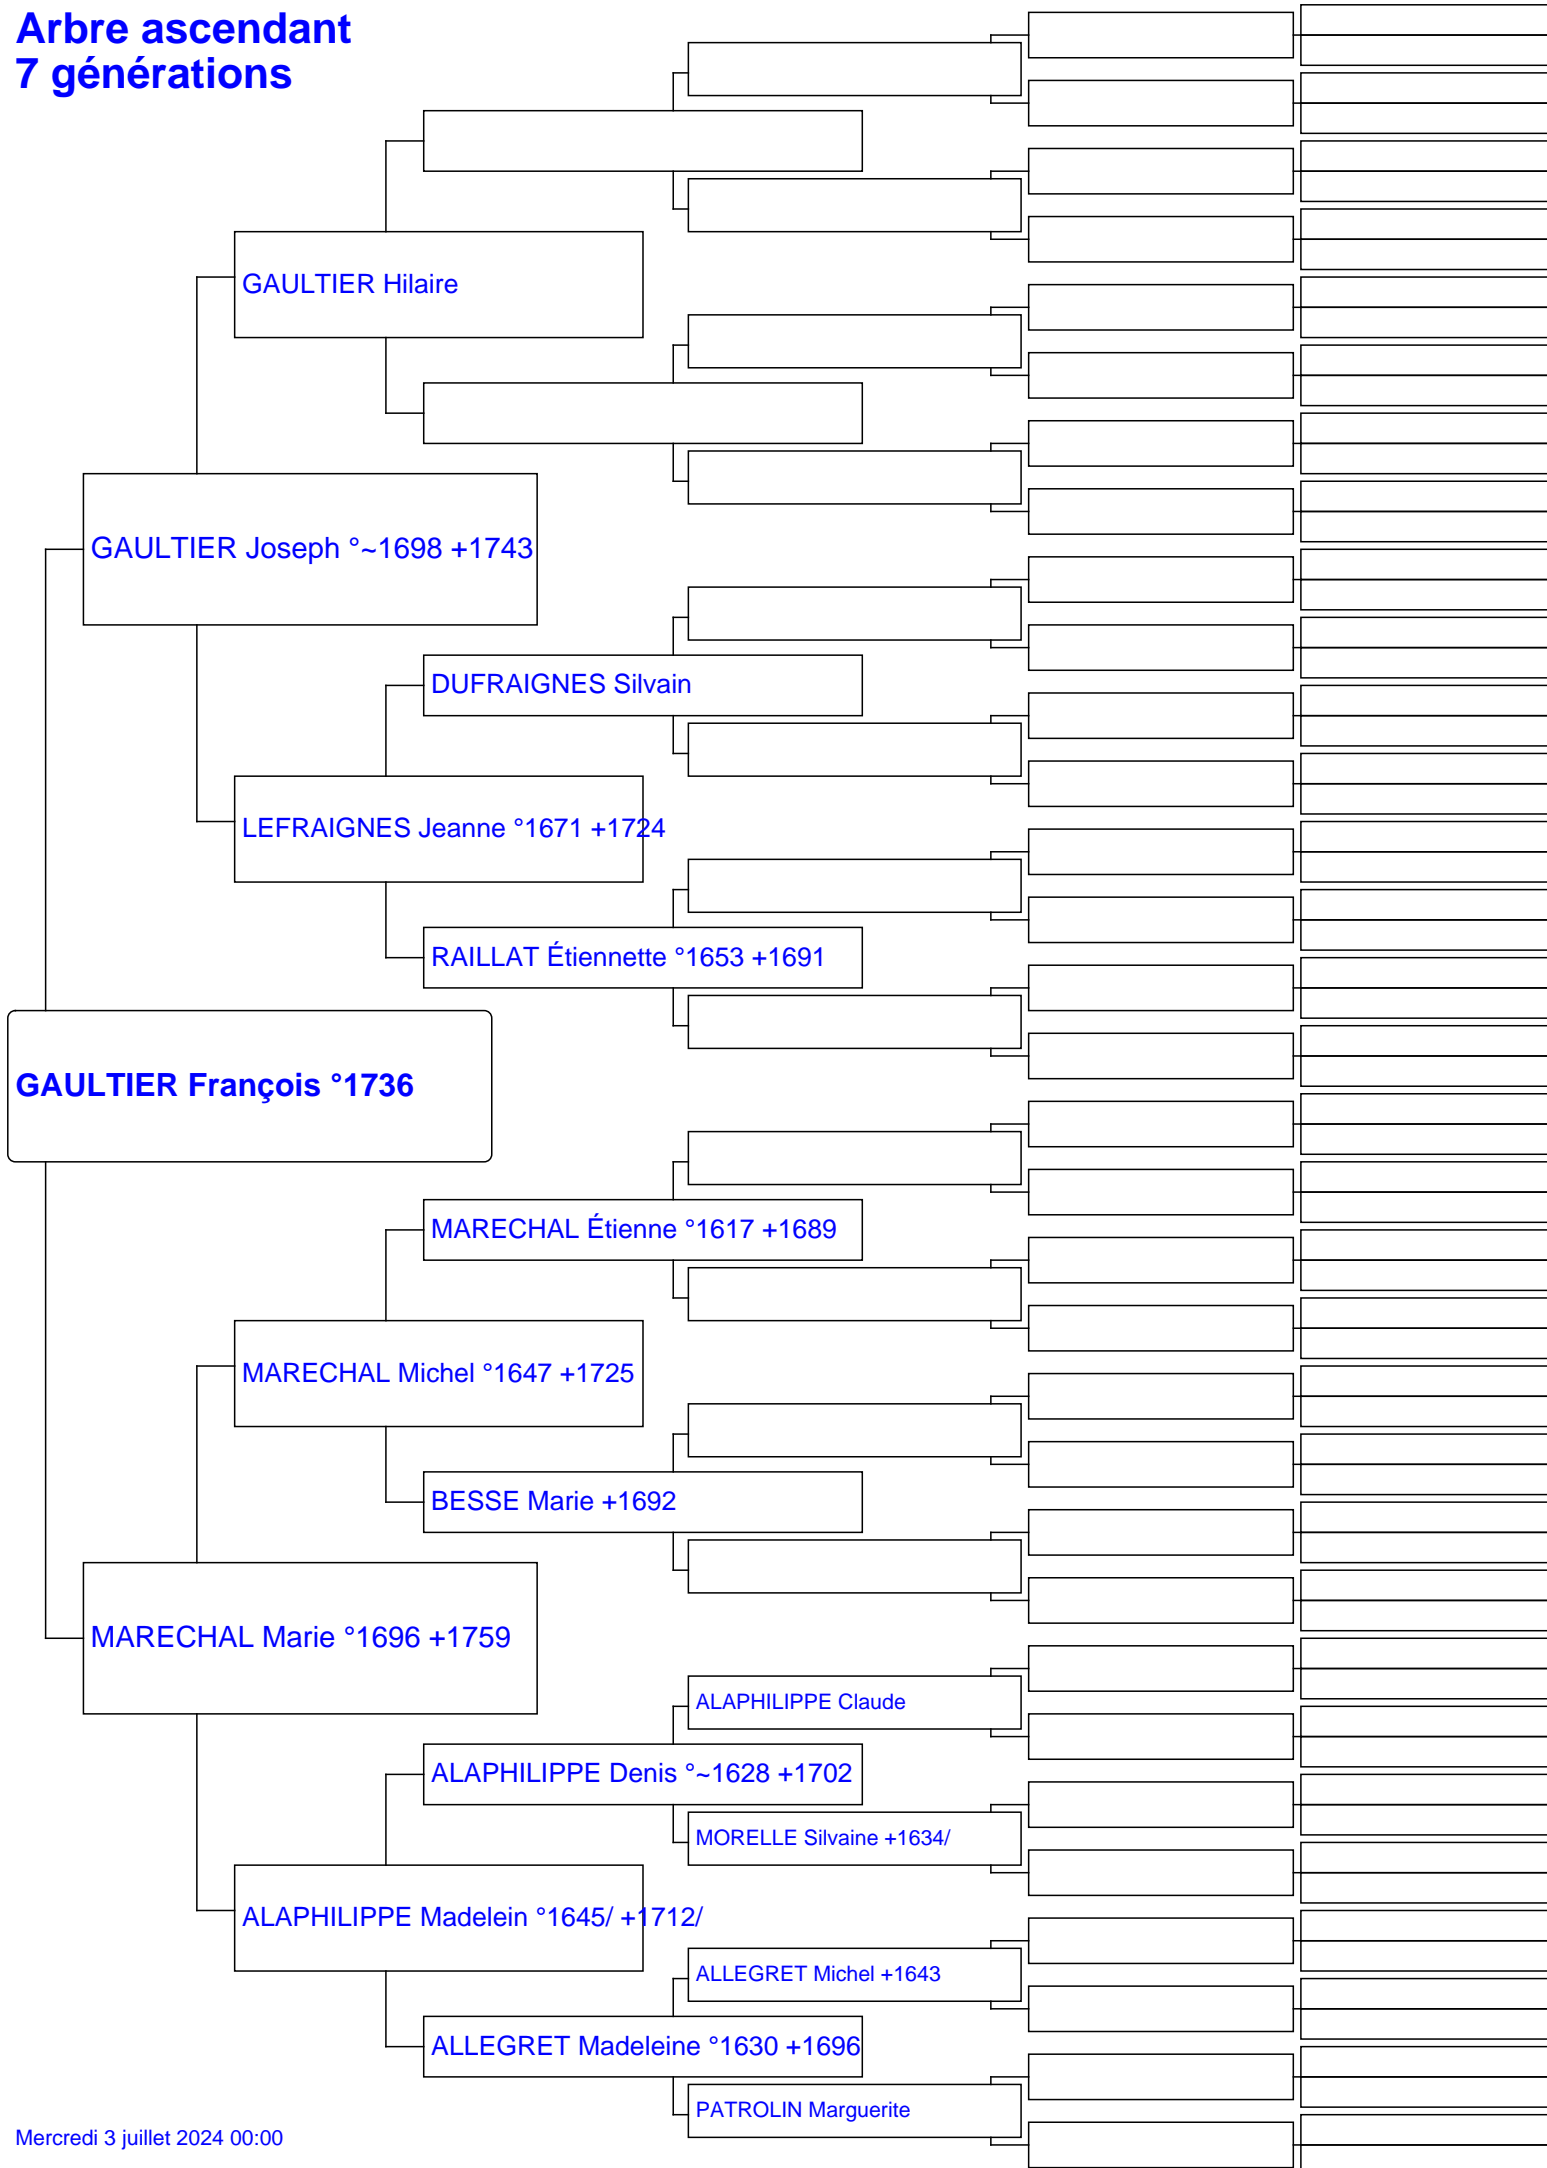 Arbre ascendant
7 générations
GAULTIER Hilaire
GAULTIER Joseph °~1698 +1743
DUFRAIGNES Silvain
LEFRAIGNES Jeanne °1671 +1724
RAILLAT Étiennette °1653 +1691
GAULTIER François °1736
MARECHAL Étienne °1617 +1689
MARECHAL Michel °1647 +1725
BESSE Marie +1692
MARECHAL Marie °1696 +1759
ALAPHILIPPE Claude
ALAPHILIPPE Denis °~1628 +1702
MORELLE Silvaine +1634/
ALAPHILIPPE Madelein °1645/ +1712/
ALLEGRET Michel +1643
ALLEGRET Madeleine °1630 +1696
PATROLIN Marguerite
Mercredi 3 juillet 2024 00:00